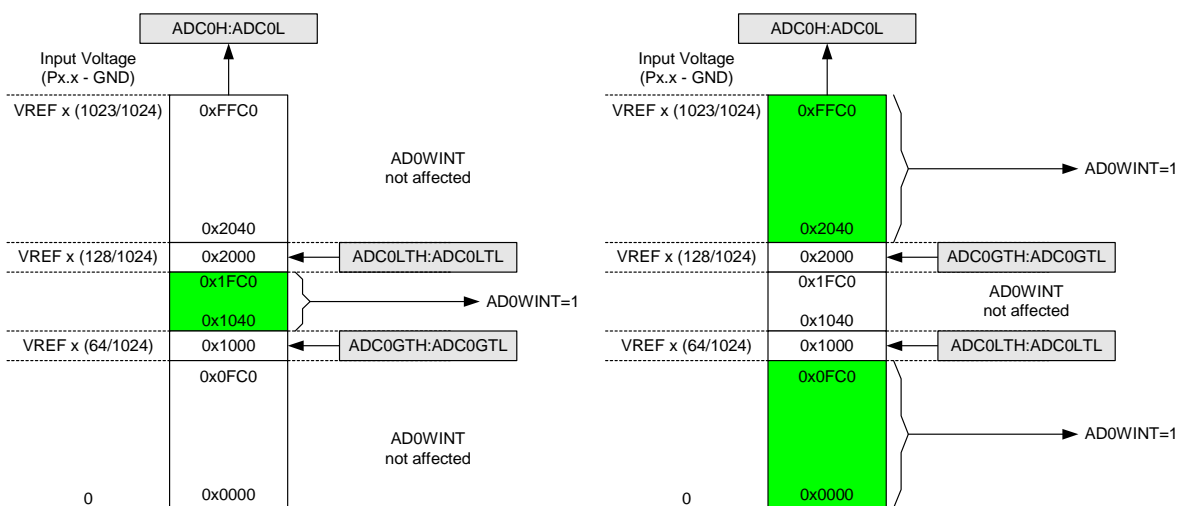 ADC0H:ADC0L
Input Voltage
(Px.x - GND)
VREF x (1023/1024)
0xFFC0
AD0WINT
not affected
0x2040
VREF x (128/1024)
0x2000
ADC0LTH:ADC0LTL
0x1FC0
AD0WINT=1
0x1040
VREF x (64/1024)
0x1000
ADC0GTH:ADC0GTL
0x0FC0
AD0WINT
not affected
0
0x0000
ADC0H:ADC0L
Input Voltage
(Px.x - GND)
VREF x (1023/1024)
0xFFC0
AD0WINT=1
0x2040
VREF x (128/1024)
0x2000
ADC0GTH:ADC0GTL
0x1FC0
AD0WINT
not affected
0x1040
VREF x (64/1024)
0x1000
ADC0LTH:ADC0LTL
0x0FC0
AD0WINT=1
0
0x0000